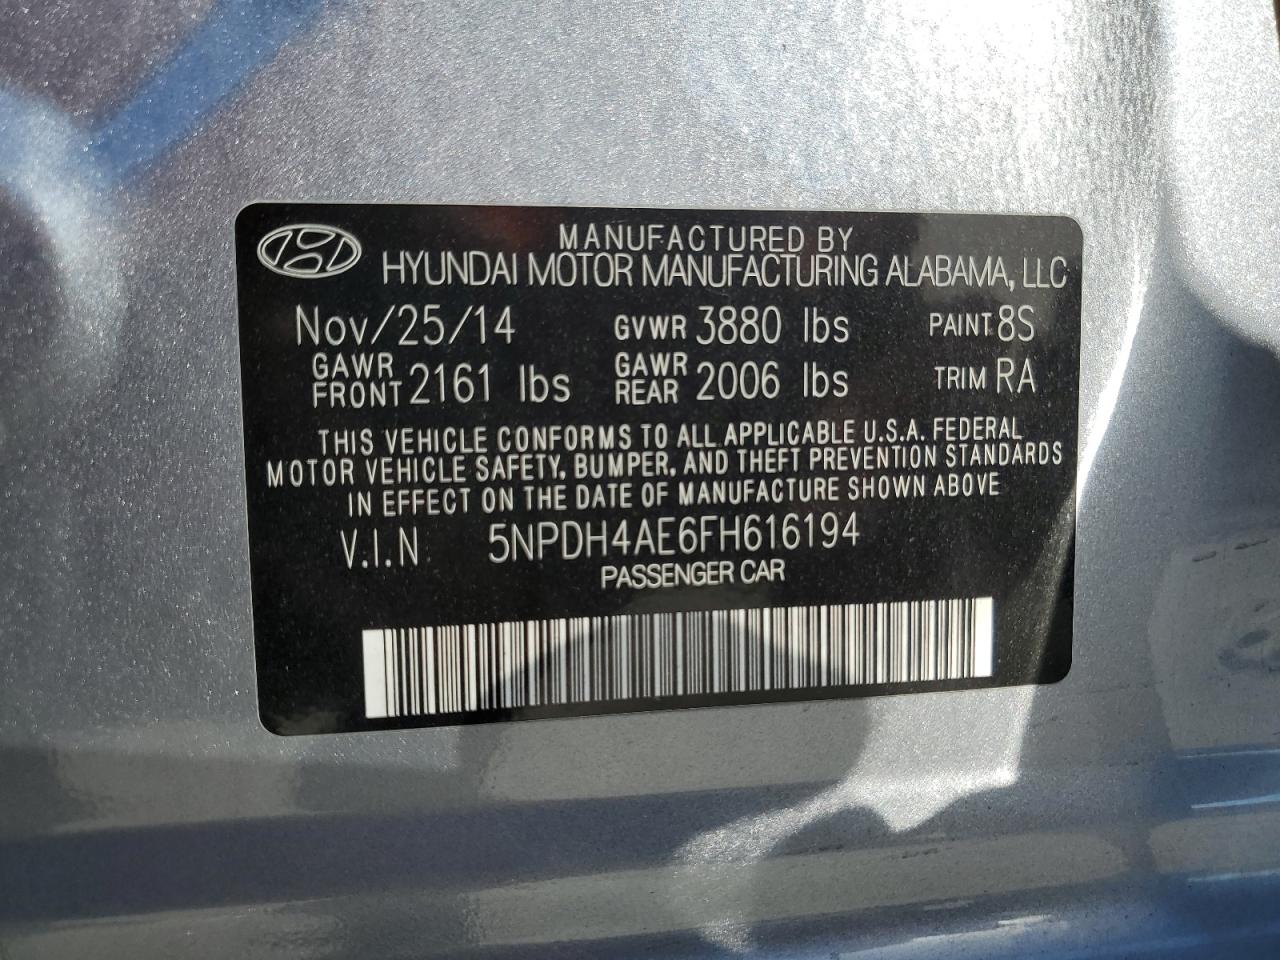 MANUFACTURED BY
HYUNDAI MOTOR MANUFACTURING ALABAMA, LLC
Nov/25/14 GVWR 3880 lbs PAINT 8S
GAWR FRONT 2161 lbs GAWR REAR 2006 lbs TRIM RA
THIS VEHICLE CONFORMS TO ALL APPLICABLE U.S.A. FEDERAL
MOTOR VEHICLE SAFETY, BUMPER, AND THEFT PREVENTION STANDARDS
IN EFFECT ON THE DATE OF MANUFACTURE SHOWN ABOVE
V.I.N 5NPDH4AE6FH616194
PASSENGER CAR